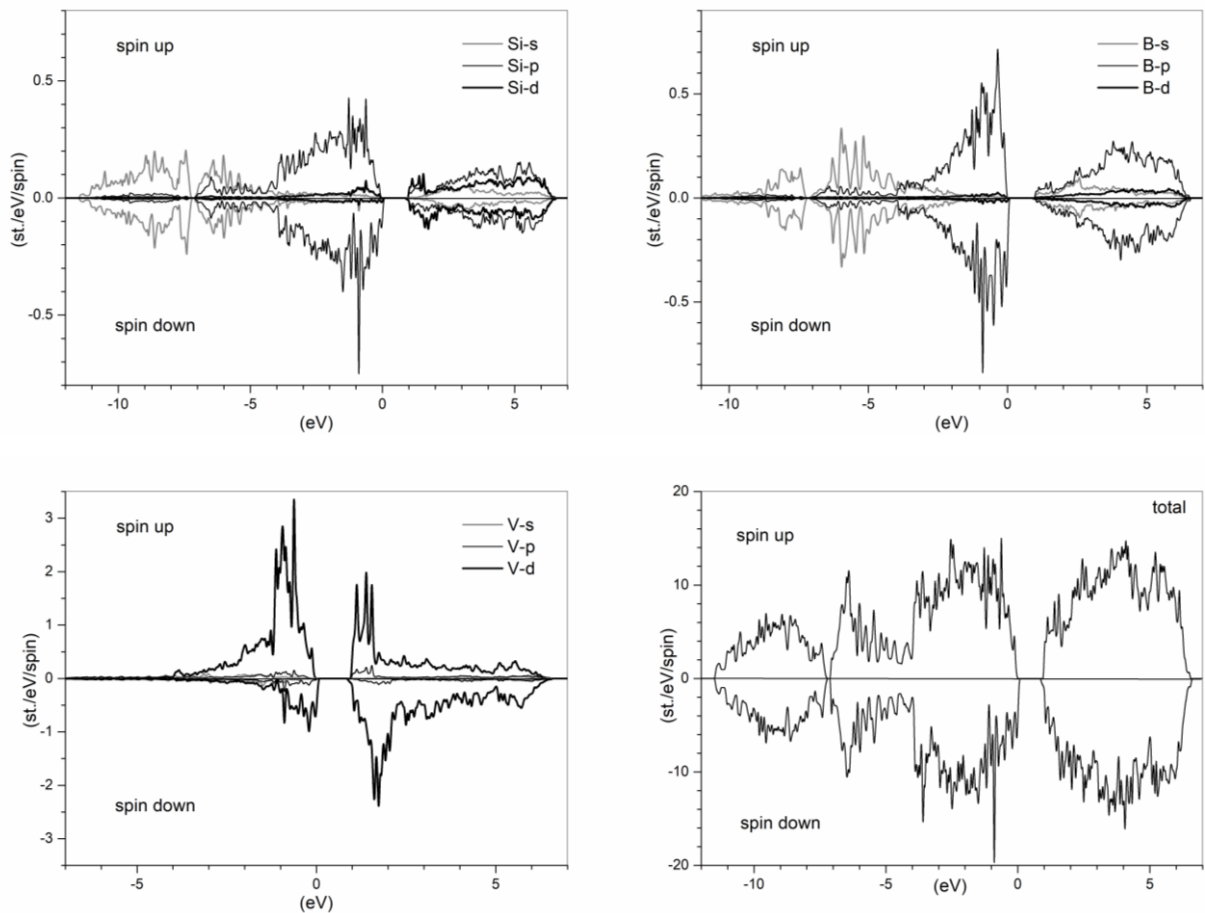 spin up
Si-s
Si-p
Si-d
0.5
0.0
-0.5
(st./eV/spin)
spin down
-10
-5
0
5
(eV)
spin up
B-s
B-p
B-d
0.5
0.0
-0.5
(st./eV/spin)
spin down
-10
-5
0
5
(eV)
spin up
V-s
V-p
V-d
3
2
1
0
-1
-2
-3
(st./eV/spin)
spin down
-5
0
5
(eV)
total
spin up
20
10
0
-10
-20
(st./eV/spin)
spin down
-10
-5
0
5
(eV)